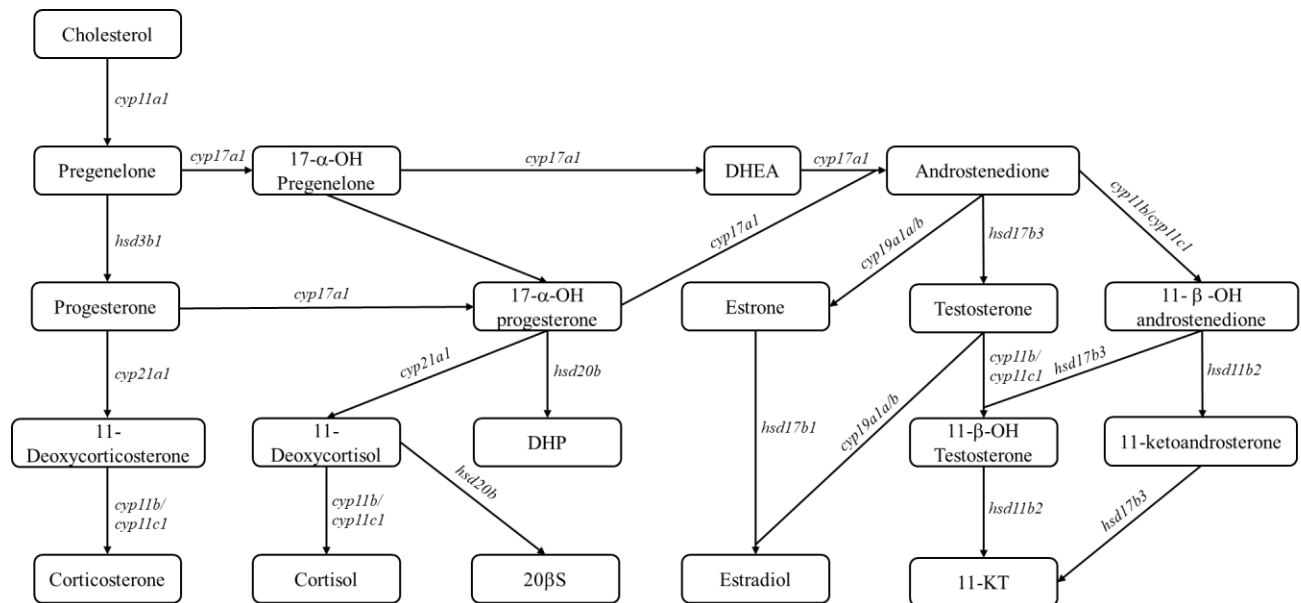 Cholesterol
cyp11a1
Pregenelone
cyp17a1
17-α-OH
Pregenelone
cyp17a1
DHEA
cyp17a1
Androstenedione
hsd3b1
cyp17a1
cyp19a1a/b
hsd17b3
cyp11b/cyp11c1
Progesterone
cyp17a1
17-α-OH
progesterone
Estrone
Testosterone
11- β -OH
androstenedione
cyp21a1
cyp21a1
hsd20b
hsd17b1
cyp19a1a/b
cyp11b/
cyp11c1
hsd17b3
hsd11b2
11-
Deoxycorticosterone
11-
Deoxycortisol
DHP
11-β-OH
Testosterone
11-ketoandrosterone
cyp11b/
cyp11c1
cyp11b/
cyp11c1
hsd20b
hsd11b2
hsd17b3
Corticosterone
Cortisol
20βS
Estradiol
11-KT